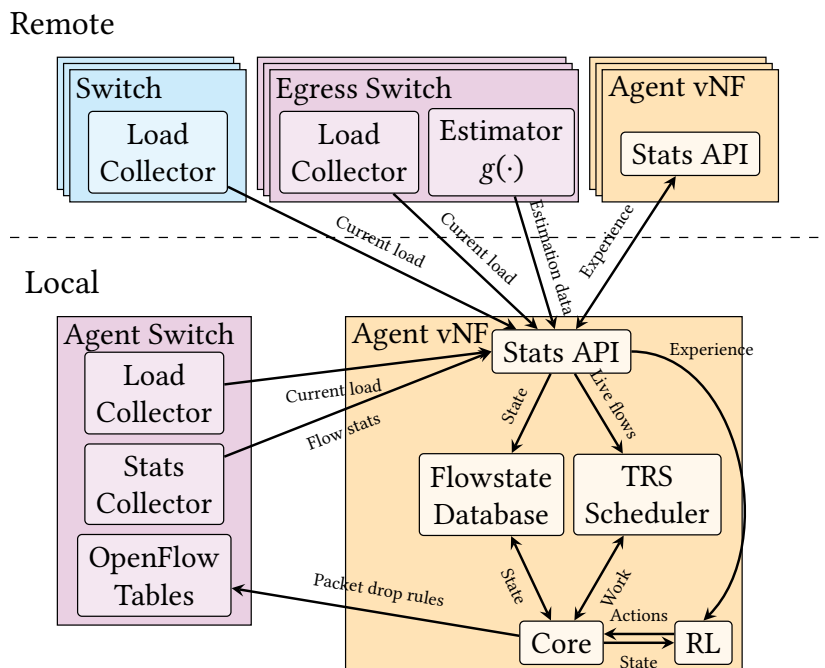 Remote
Switch
Load
Collector
Egress Switch
Load
Collector
Estimator
g(·)
Agent vNF
Stats API
Current load
Current load
Estimation data
Experience
Local
Agent Switch
Load
Collector
Stats
Collector
OpenFlow
Tables
Current load
Flow stats
Packet drop rules
Agent vNF
Stats API
Experience
State
Live flows
Flowstate
Database
TRS
Scheduler
State
Work
Core
Actions
State
RL